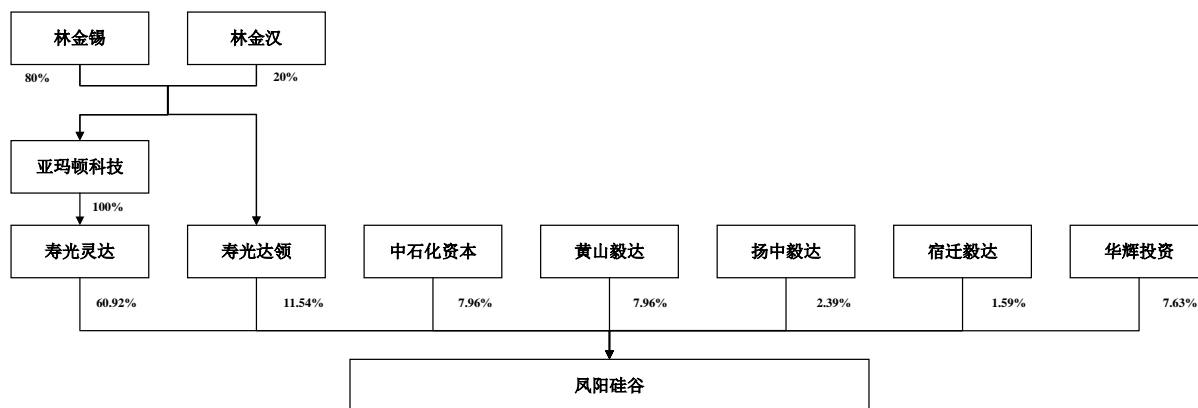 林金锡
林金汉
80%
20%
亚玛顿科技
100%
寿光灵达
寿光达领
中石化资本
黄山毅达
扬中毅达
宿迁毅达
华辉投资
60.92%
11.54%
7.96%
7.96%
2.39%
1.59%
7.63%
凤阳硅谷